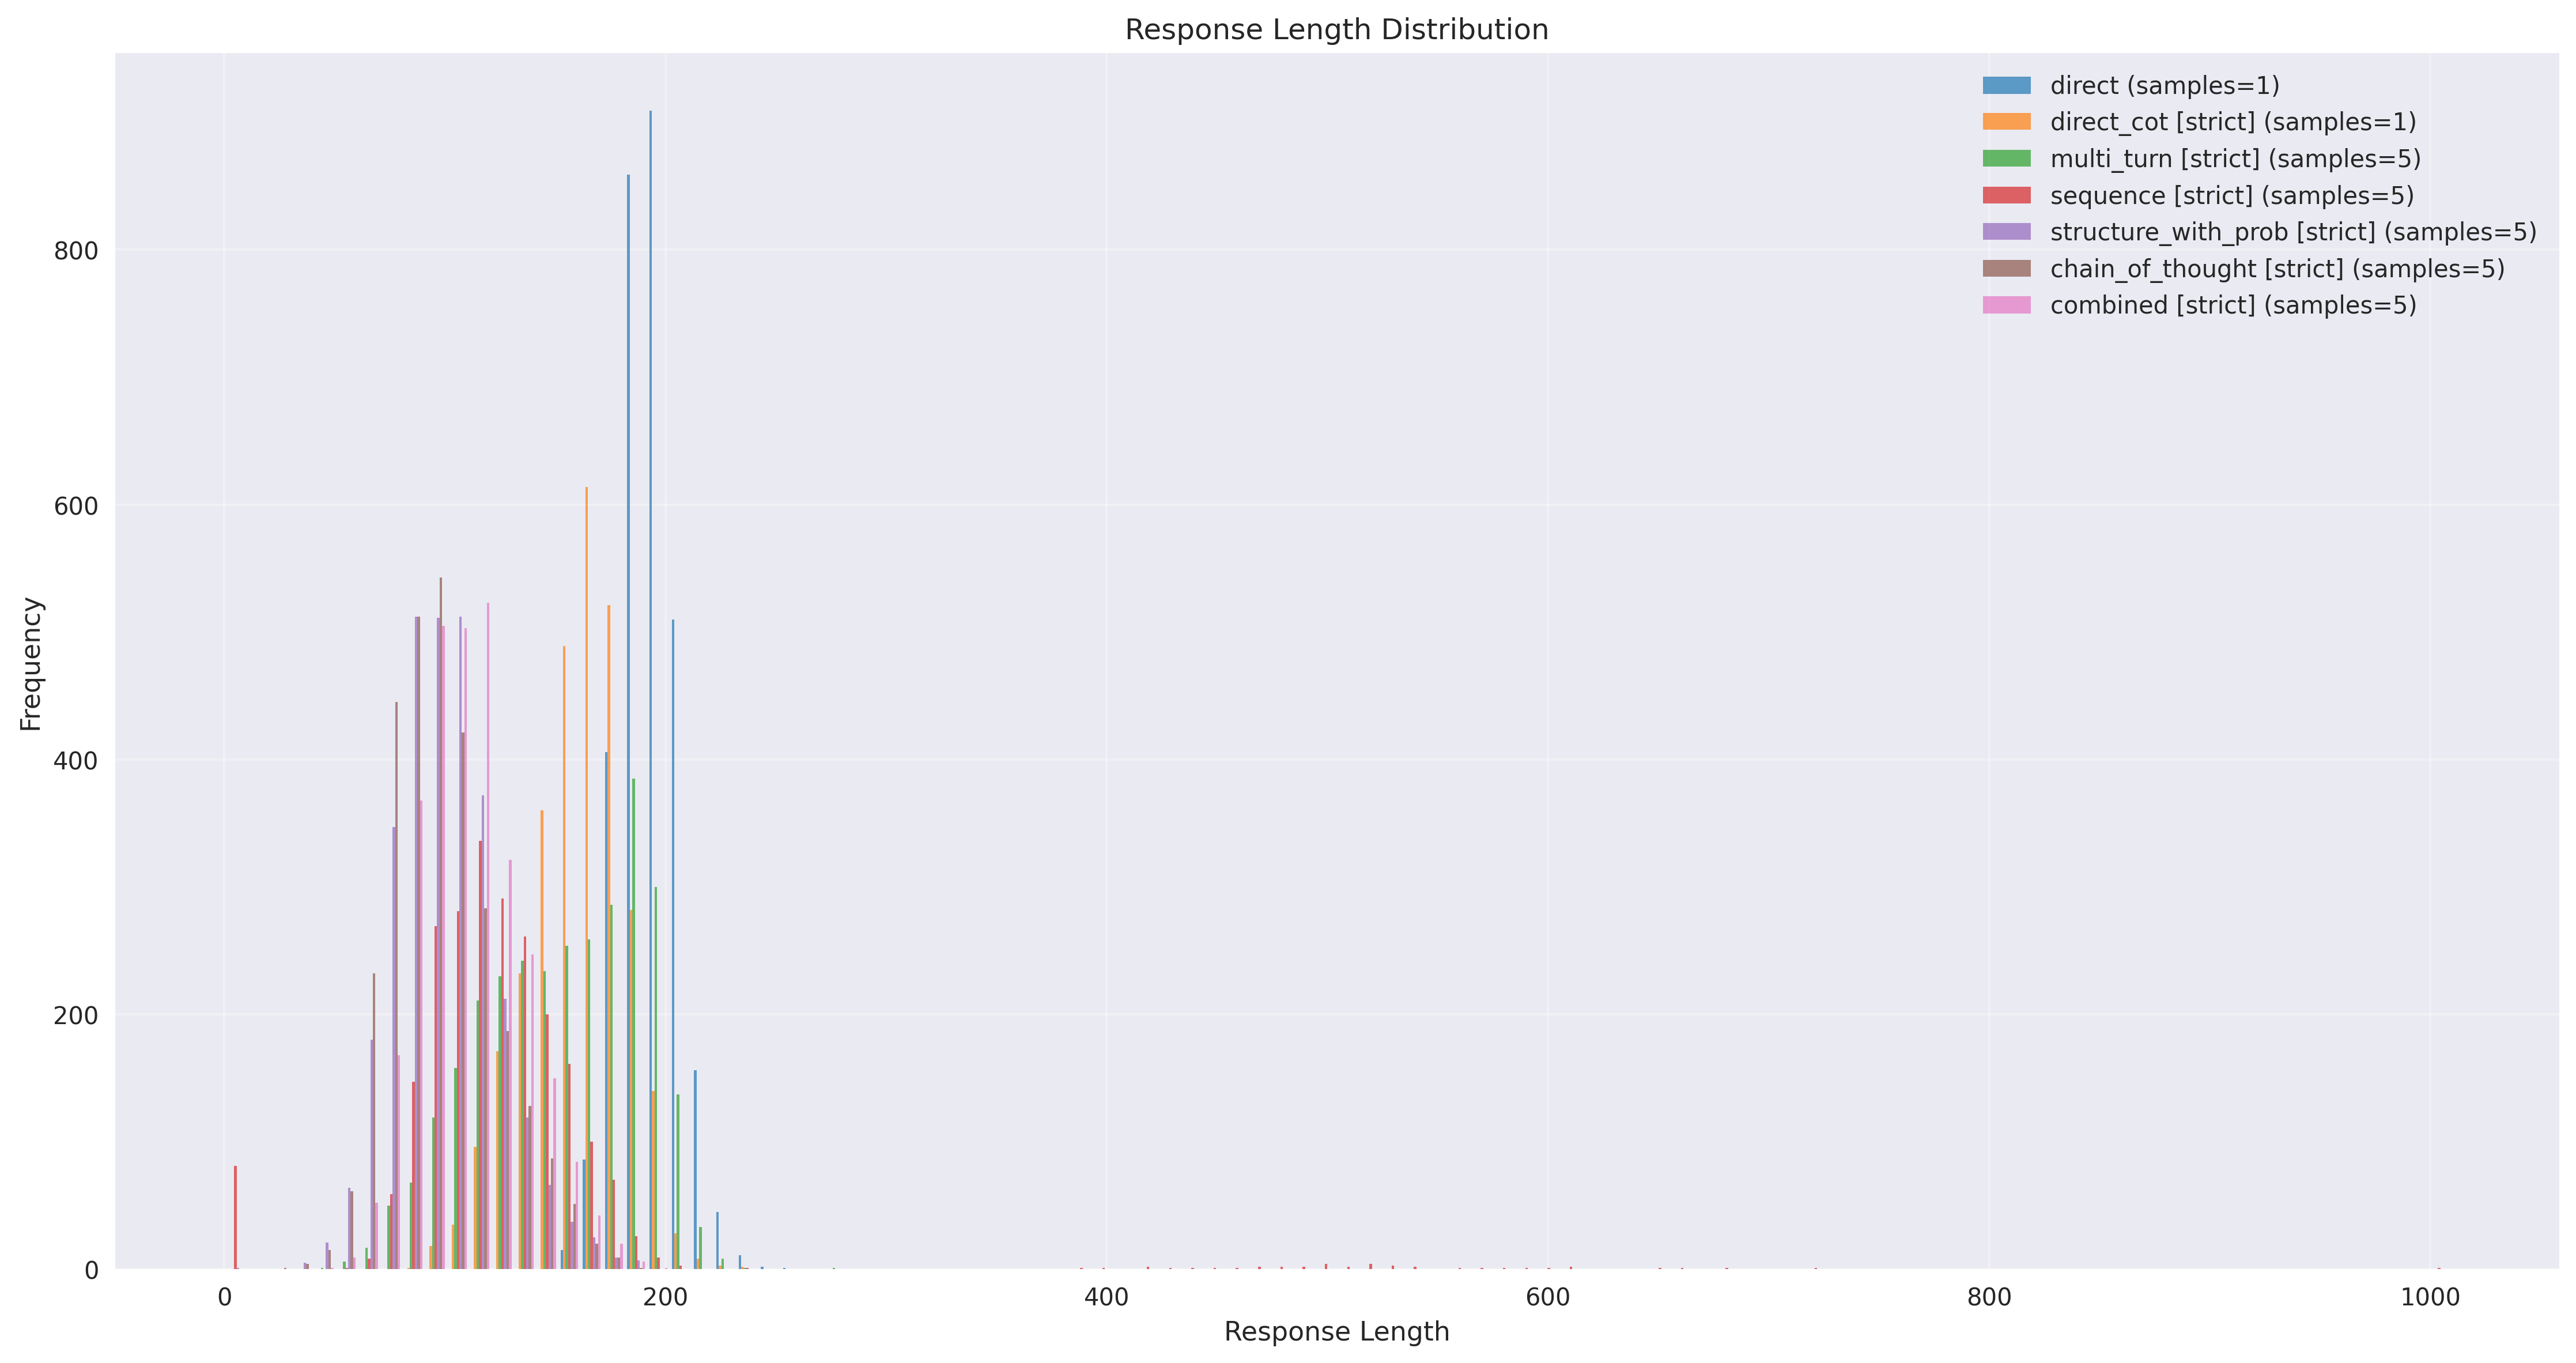 Response Length Distribution
direct (samples=1)
direct_cot [strict] (samples=1)
multi_turn [strict] (samples=5)
sequence [strict] (samples=5)
structure_with_prob [strict] (samples=5)
chain_of_thought [strict] (samples=5)
combined [strict] (samples=5)
Frequency
800
600
400
200
0
0 200 400 600 800 1000
Response Length